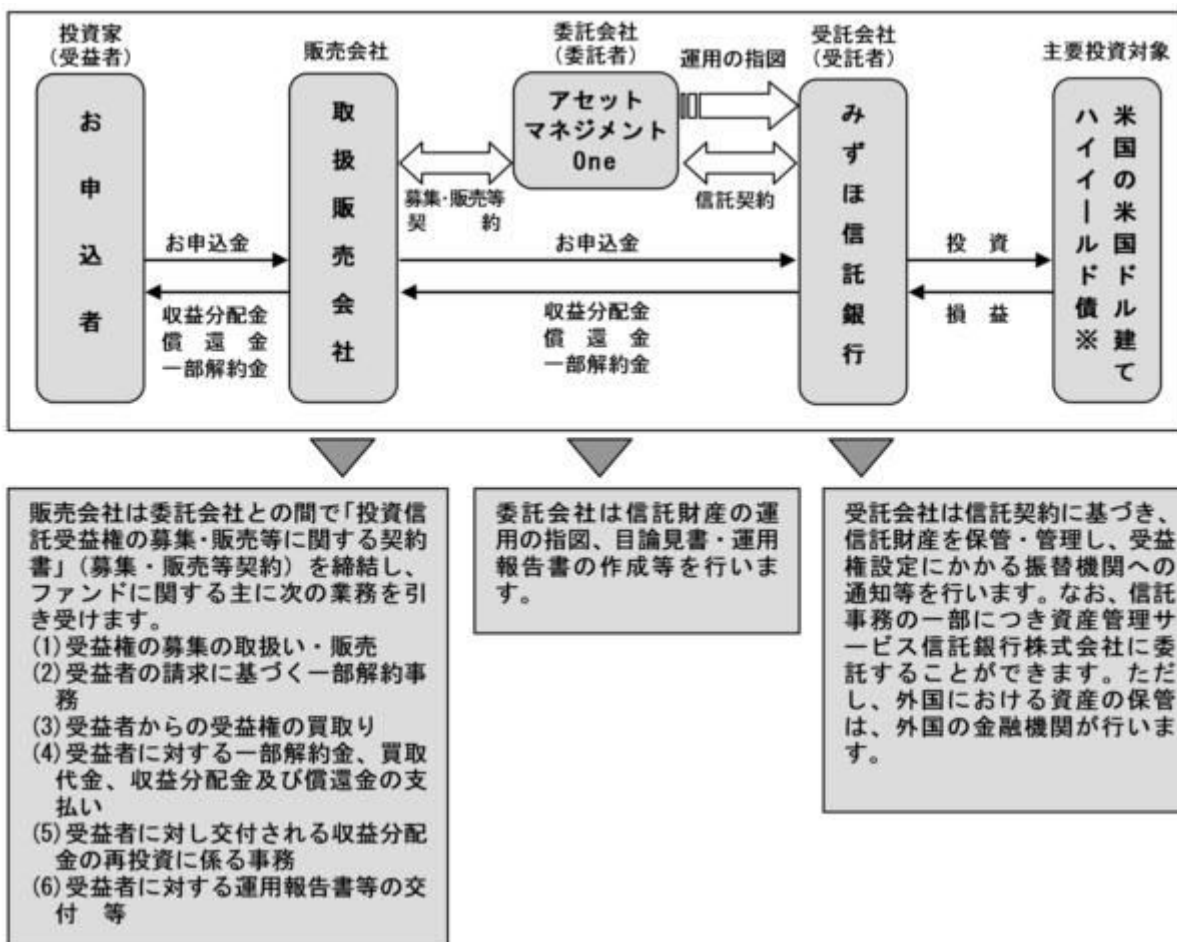 投資家
(受益者)
お申込者
販売会社
取扱販売会社
委託会社
(委託者)
アセット
マネジメント
One
運用の指図
受託会社
(受託者)
みずほ信託銀行
主要投資対象
米国の米国ドル建て
ハイイールド債※
募集・販売等
契約
信託契約
お申込金
収益分配金
償還金
一部解約金
お申込金
収益分配金
償還金
一部解約金
投資
損益
販売会社は委託会社との間で「投資信
託受益権の募集・販売等に関する契約
書」(募集・販売等契約)を締結し、
ファンドに関する主に次の業務を引
き受けます。
(1)受益権の募集の取扱い・販売
(2)受益者の請求に基づく一部解約事
務
(3)受益者からの受益権の買取り
(4)受益者に対する一部解約金、買取
代金、収益分配金及び償還金の支
払い
(5)受益者に対し交付される収益分配
金の再投資に係る事務
(6)受益者に対する運用報告書等の交
付 等
委託会社は信託財産の運
用の指図、目論見書・運用
報告書の作成等を行いま
す。
受託会社は信託契約に基づき、
信託財産を保管・管理し、受益
権設定にかかる振替機関への
通知等を行います。なお、信託
事務の一部につき資産管理サ
ービス信託銀行株式会社に委
託することができます。ただ
し、外国における資産の保管
は、外国の金融機関が行いま
す。